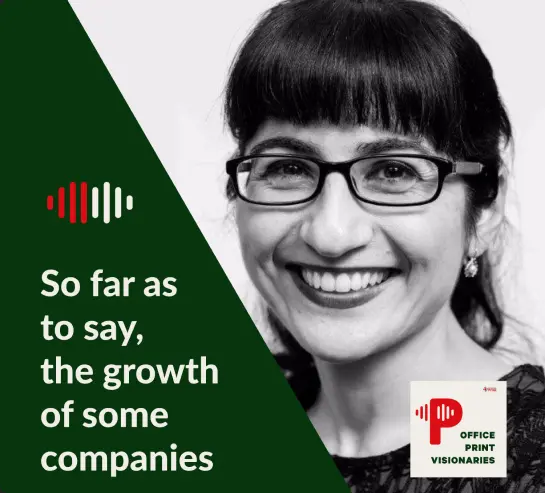 So far as
to say,
the growth
of some
companies
P
OFFICE
PRINT
VISIONARIES